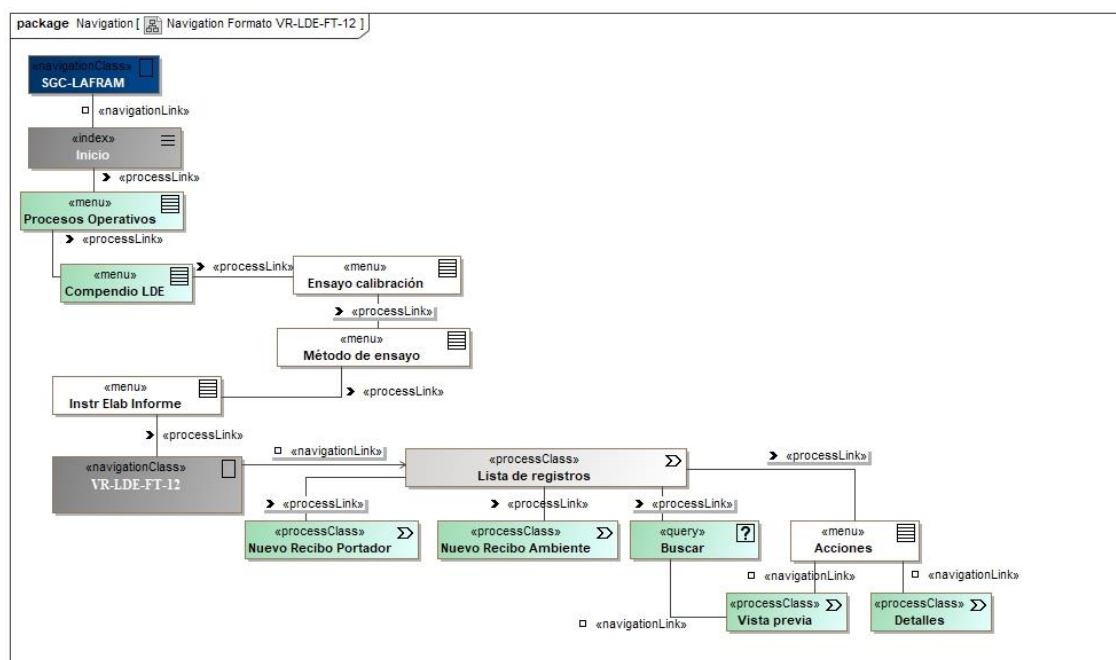 package Navigation [ Navigation Formato VR-LDE-FT-12 ]
«navigationClass»
SGC-LAFRAM
«navigationLink»
«index»
Inicio
«processLink»
«menu»
Procesos Operativos
«processLink»
«menu»
Compendio LDE
«processLink»
«menu»
Ensayo calibración
«processLink»
«menu»
Método de ensayo
«processLink»
«menu»
Instr Elab Informe
«processLink»
«navigationClass»
VR-LDE-FT-12
«navigationLink»
«processClass»
Lista de registros
«processLink»
«processLink»
«processLink»
«processLink»
«processClass»
Nuevo Recibo Portador
«processClass»
Nuevo Recibo Ambiente
«query»
Buscar
?
«menu»
Acciones
«navigationLink»
«navigationLink»
«processClass»
Vista previa
«processClass»
Detalles
«navigationLink»